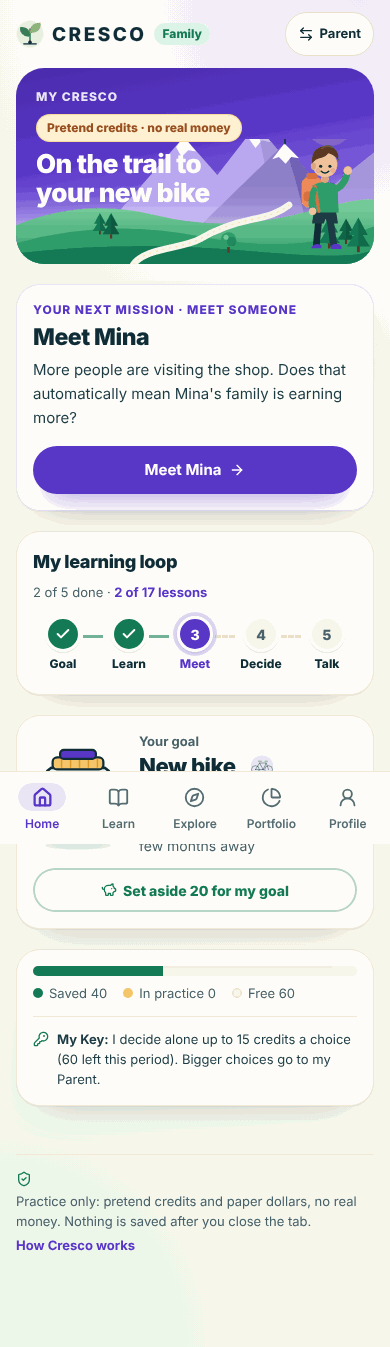 CRESCO Family Parent
MY CRESCO
Pretend credits · no real money
On the trail to
your new bike
YOUR NEXT MISSION · MEET SOMEONE
Meet Mina
More people are visiting the shop. Does that
automatically mean Mina's family is earning
more?
Meet Mina
My learning loop
2 of 5 done · 2 of 17 lessons
3 4 5
Goal Learn Meet Decide Talk
Your goal
New bike
Home Learn Explore Portfolio Profile
few months away
Set aside 20 for my goal
Saved 40 In practice 0 Free 60
My Key: I decide alone up to 15 credits a choice
(60 left this period). Bigger choices go to my
Parent.
Practice only: pretend credits and paper dollars, no real
money. Nothing is saved after you close the tab.
How Cresco works